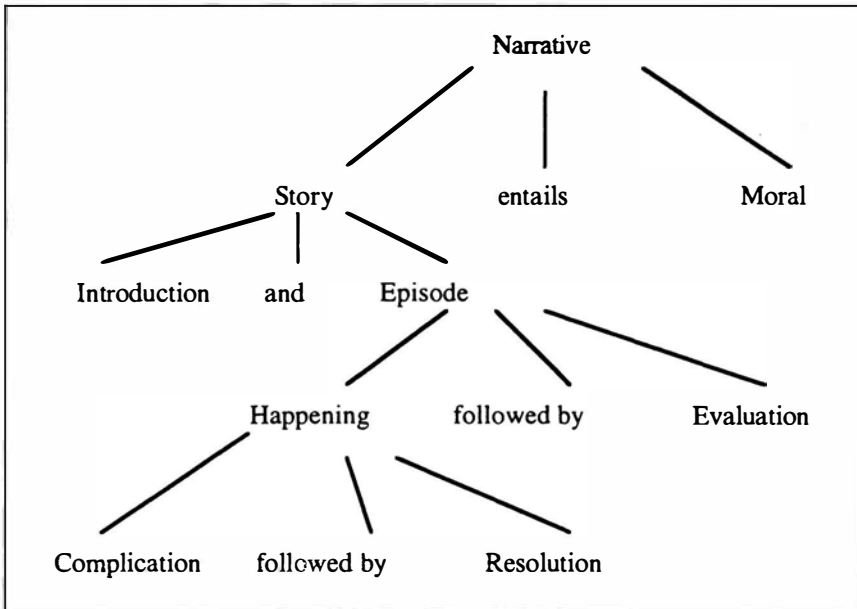 Narrative
Story entails Moral
Introduction and Episode
Happening followed by Evaluation
Complication followed by Resolution